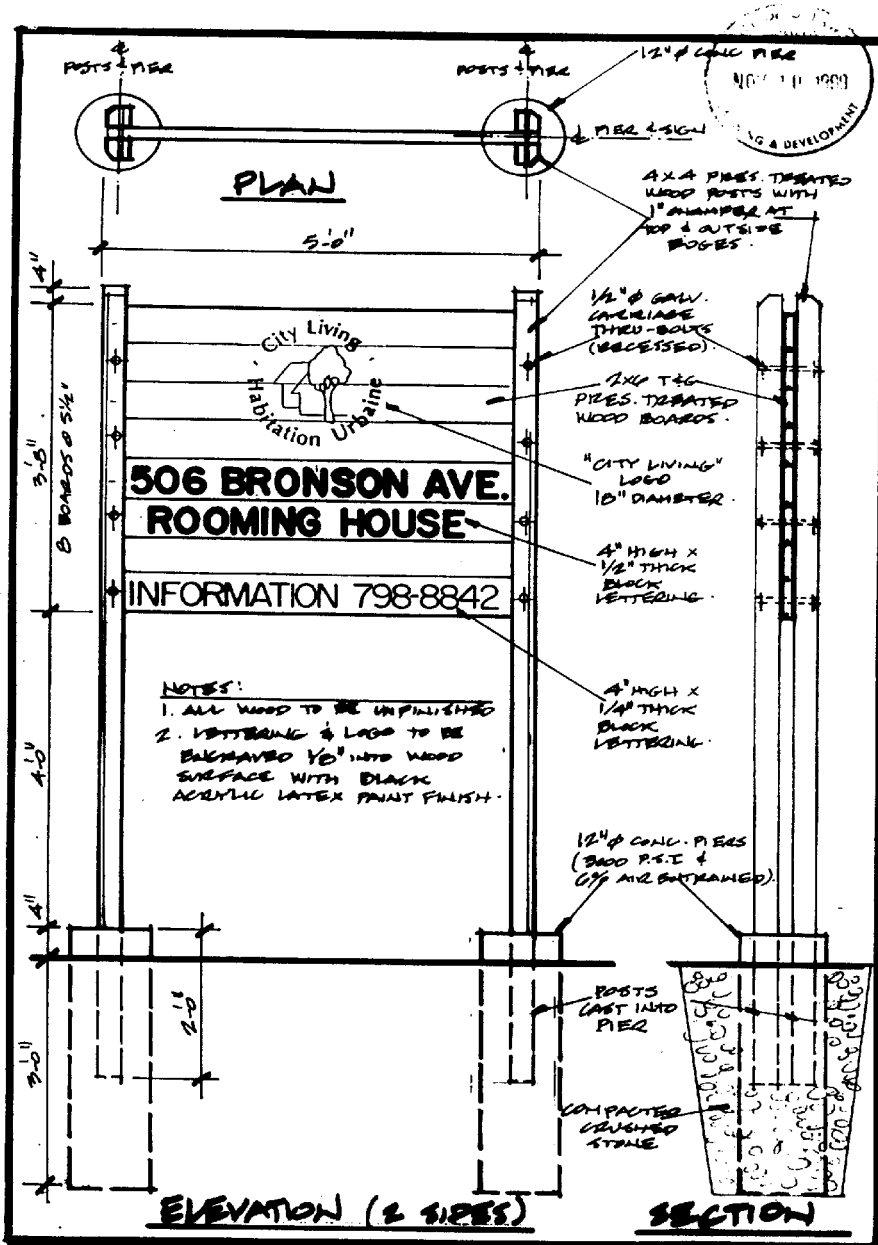 ℄
POSTS & PIER
℄
POSTS & PIER
12"ø CONC PIER
NOV 10 1999
G & DEVELOPMENT
℄ PIER & SIGN
PLAN
4X4 PRES. TREATED
WOOD POSTS WITH
1" CHAMFER AT
TOP & OUTSIDE
EDGES.
5'-0"
4"
3'-8"
8 BOARDS @ 5½"
4'-0"
4"
3'-0"
1/2"ø GALV.
CARRIAGE
THRU-BOLTS
(RECESSED).
2X6 T&G
PRES. TREATED
WOOD BOARDS.
"CITY LIVING"
LOGO
18" DIAMETER.
4" HIGH X
1/2" THICK
BLOCK
LETTERING.
4" HIGH X
1/4" THICK
BLOCK
LETTERING.
City Living
Habitation Urbaine
506 BRONSON AVE.
ROOMING HOUSE
INFORMATION 798-8842
NOTES:
1. ALL WOOD TO BE UNFINISHED
2. LETTERING & LOGO TO BE
ENGRAVED 1/8" INTO WOOD
SURFACE WITH BLACK
ACRYLIC LATEX PAINT FINISH.
12"ø CONC. PIERS
(3000 P.S.I &
6% AIR ENTRAINED).
2'-0"
POSTS
CAST INTO
PIER
COMPACTED
CRUSHED
STONE
ELEVATION (2 SIDES)
SECTION